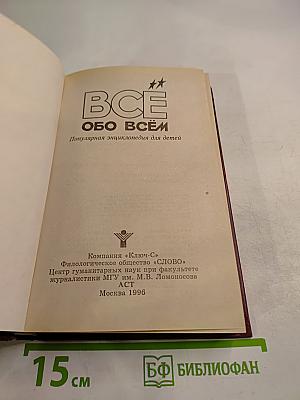 ВСЁ
ОБО ВСЁМ
Популярная энциклопедия для детей
Компания «Ключ-С»
Филологическое общество «СЛОВО»
Центр гуманитарных наук при факультете
журналистики МГУ им. М.В. Ломоносова
АСТ
Москва 1996
15 см
БФ БИБЛИОФАН